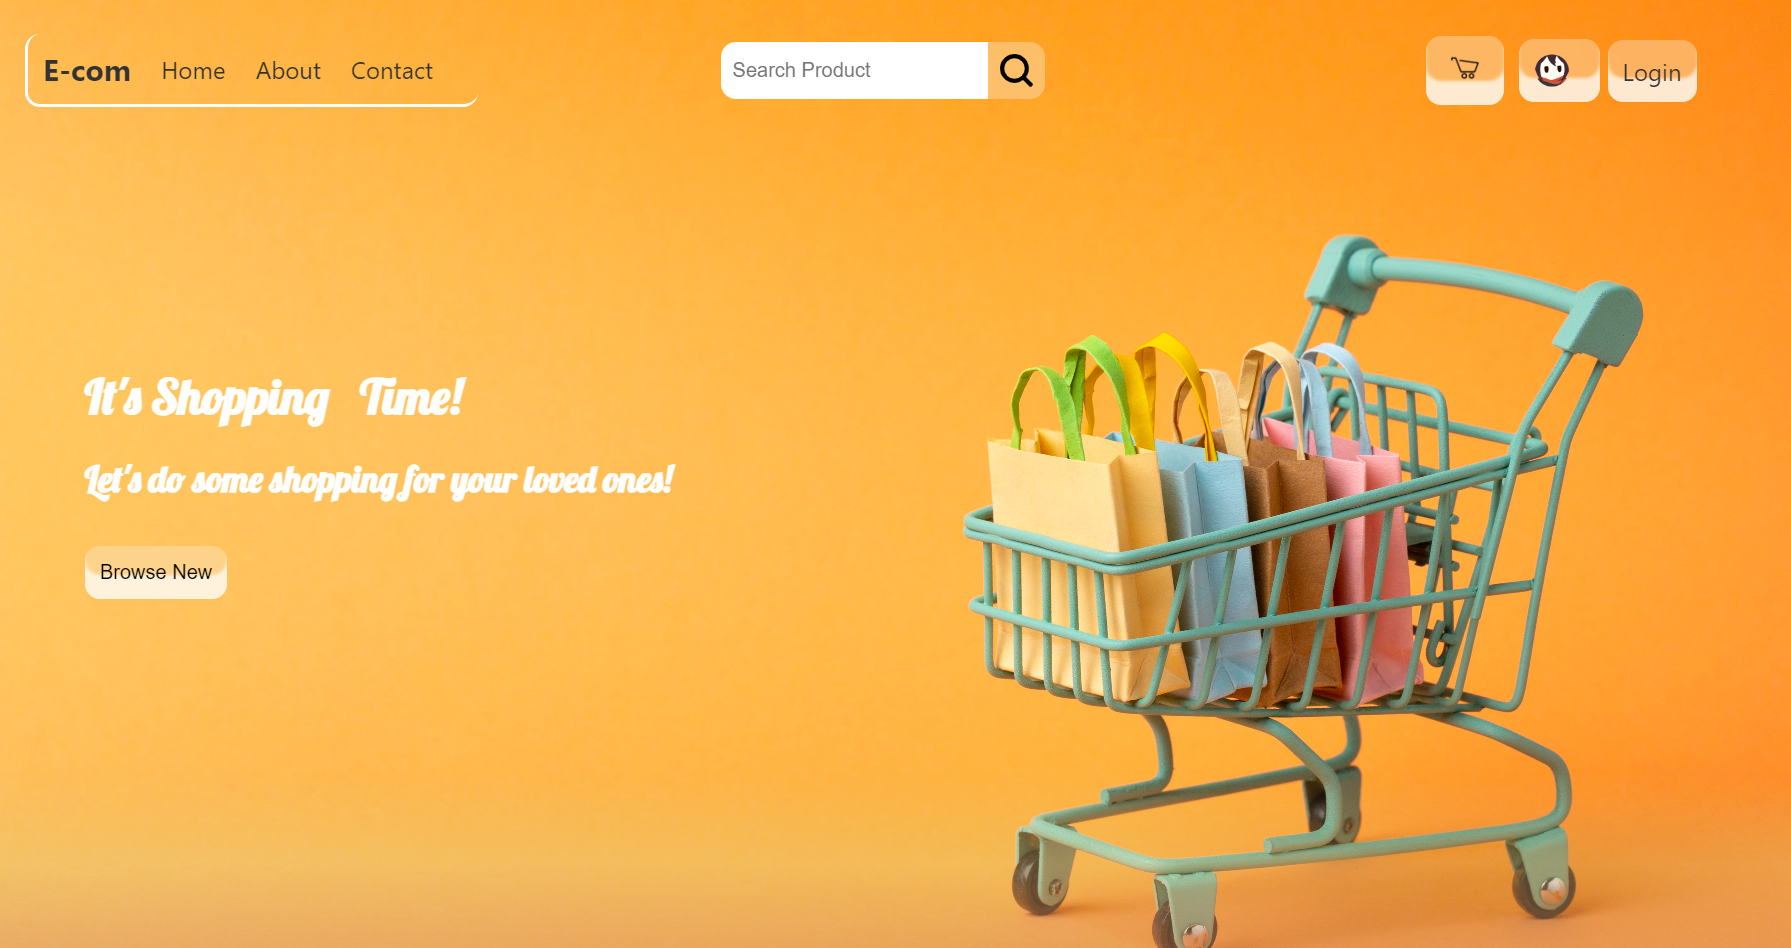 E-com Home About Contact Search Product Login
It's Shopping Time!
Let's do some shopping for your loved ones!
Browse New